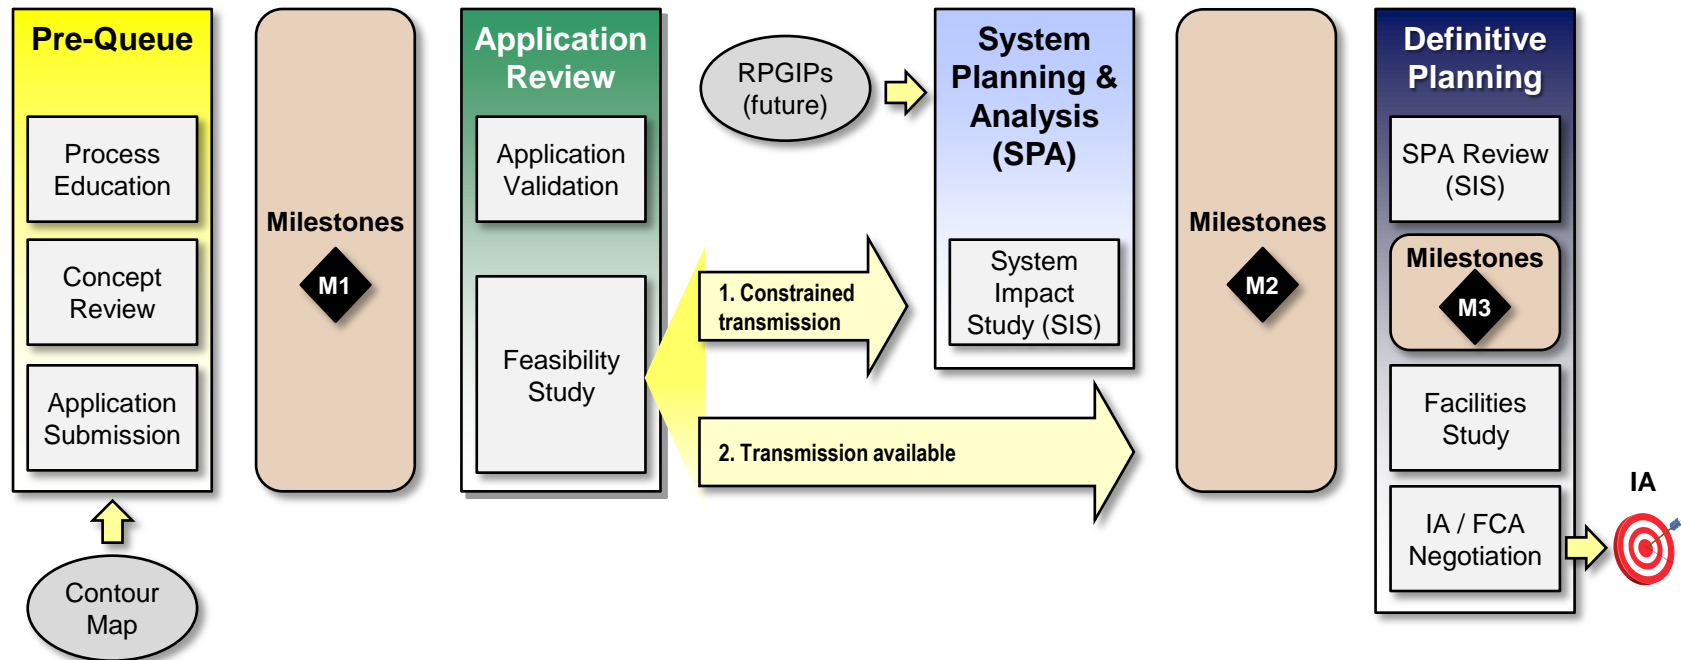 Pre-Queue
Process
Education
Concept
Review
Application
Submission
Contour
Map
Milestones
M1
Application
Review
Application
Validation
Feasibility
Study
RPGIPs
(future)
1. Constrained
transmission
2. Transmission available
System
Planning &
Analysis
(SPA)
System
Impact
Study (SIS)
Milestones
M2
Definitive
Planning
SPA Review
(SIS)
Milestones
M3
Facilities
Study
IA / FCA
Negotiation
IA